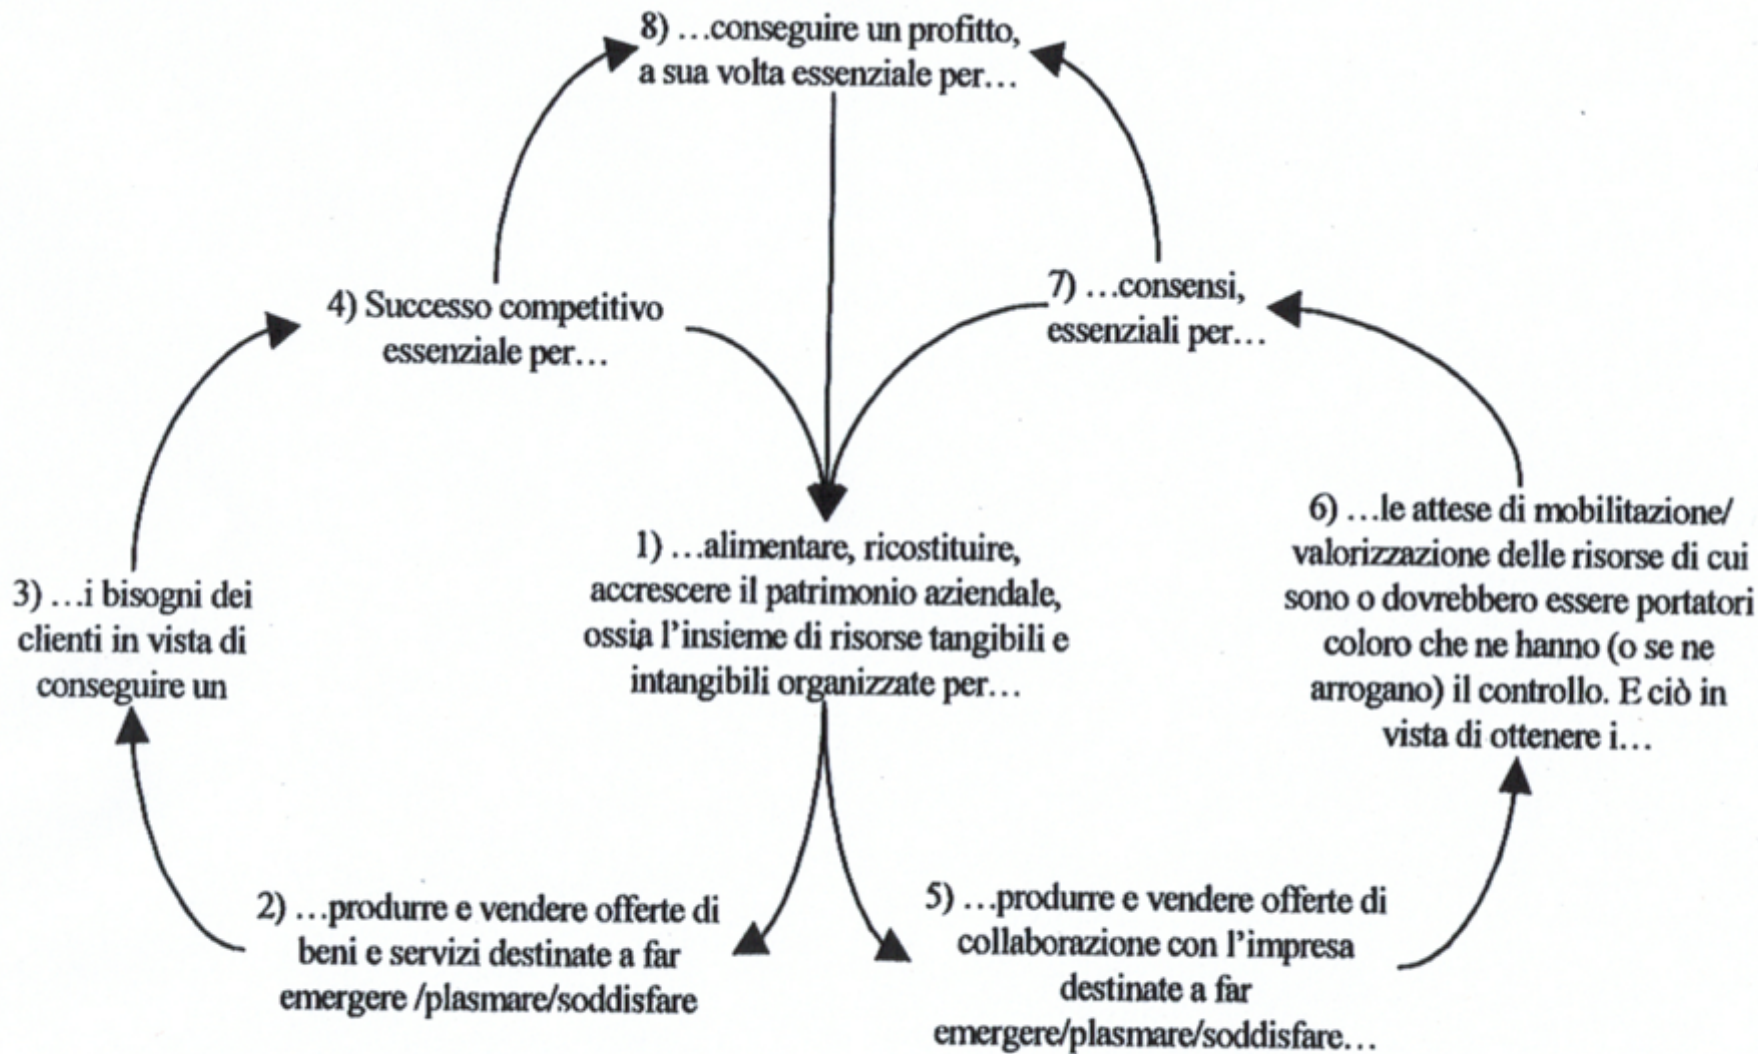 8) …conseguire un profitto,
a sua volta essenziale per…
4) Successo competitivo
essenziale per…
7) …consensi,
essenziali per…
1) …alimentare, ricostituire,
accrescere il patrimonio aziendale,
ossia l’insieme di risorse tangibili e
intangibili organizzate per…
3) …i bisogni dei
clienti in vista di
conseguire un
6) …le attese di mobilitazione/
valorizzazione delle risorse di cui
sono o dovrebbero essere portatori
coloro che ne hanno (o se ne
arrogano) il controllo. E ciò in
vista di ottenere i…
2) …produrre e vendere offerte di
beni e servizi destinate a far
emergere /plasmare/soddisfare
5) …produrre e vendere offerte di
collaborazione con l’impresa
destinate a far
emergere/plasmare/soddisfare…